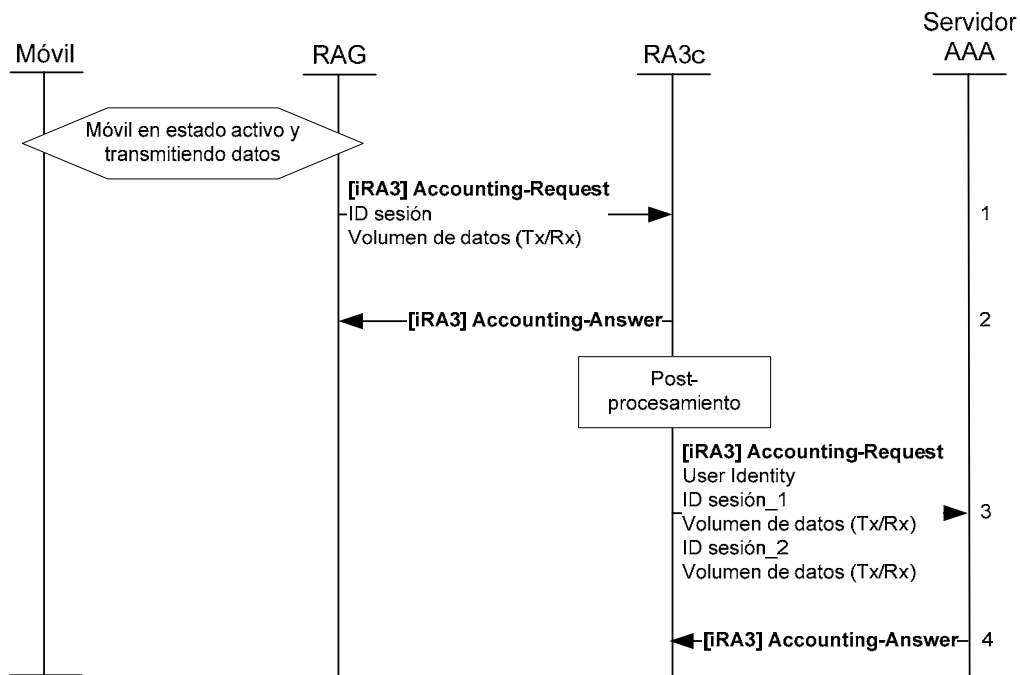 Móvil
RAG
RA3c
Servidor
AAA
Móvil en estado activo y
transmitiendo datos
[iRA3] Accounting-Request
ID sesión
Volumen de datos (Tx/Rx)
1
[iRA3] Accounting-Answer
2
Post-
procesamiento
[iRA3] Accounting-Request
User Identity
ID sesión_1
Volumen de datos (Tx/Rx)
ID sesión_2
Volumen de datos (Tx/Rx)
3
[iRA3] Accounting-Answer
4